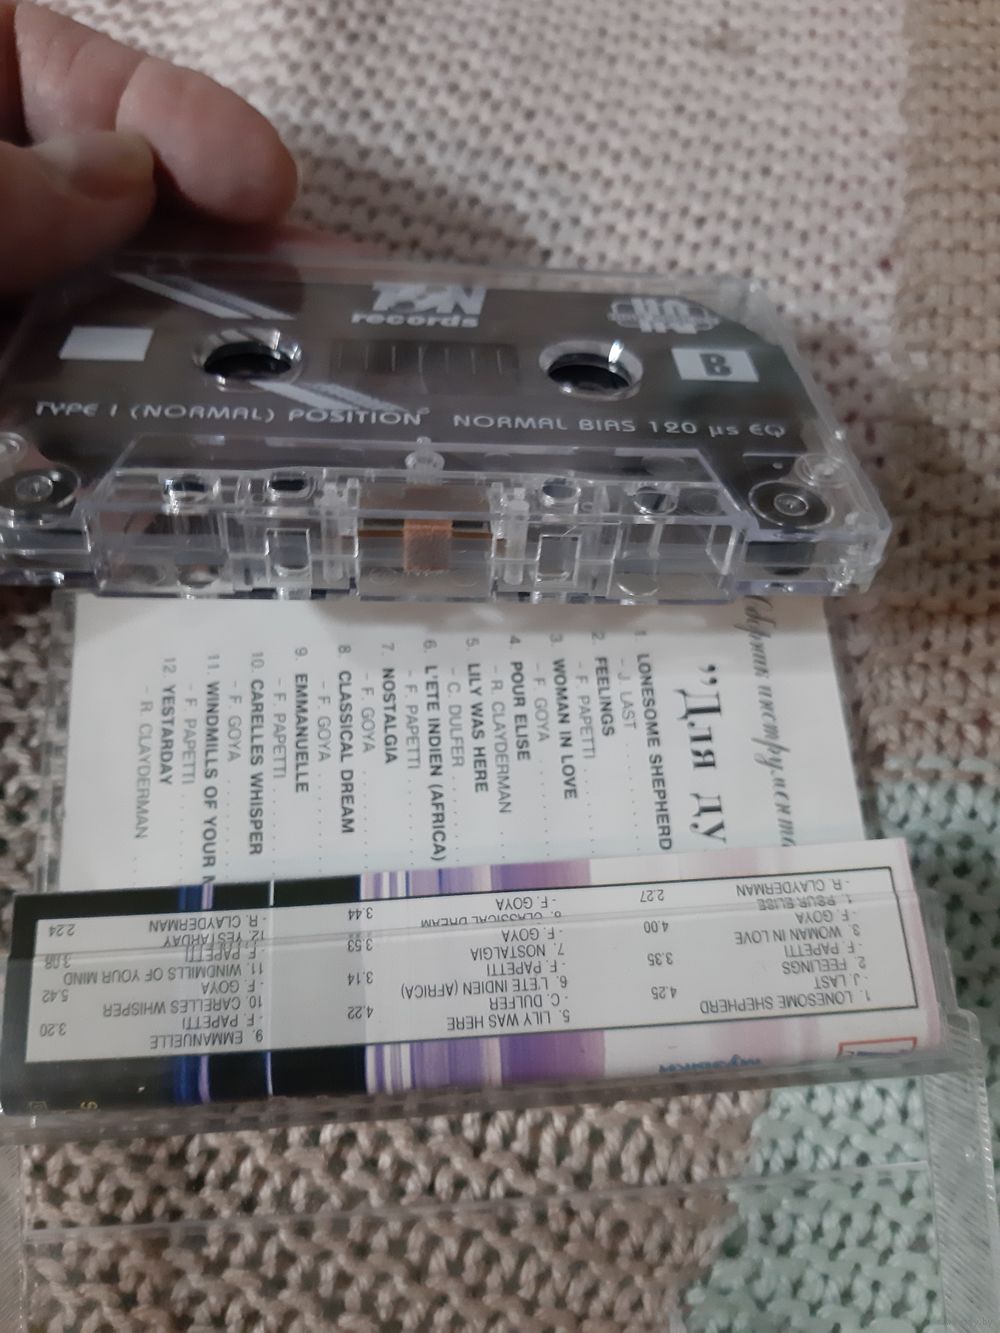 TSN
records
B
TYPE I (NORMAL) POSITION NORMAL BIAS 120 µs EQ
"Для ду
1. LONESOME SHEPHERD
- J. LAST
2. FEELINGS
- F. PAPETTI
3. WOMAN IN LOVE
- F. GOYA
4. POUR ELISE
- R. CLAYDERMAN
5. LILY WAS HERE
- C. DULFER
6. L'ETE INDIEN (AFRICA)
- F. PAPETTI
7. NOSTALGIA
- F. GOYA
8. CLASSICAL DREAM
- F. GOYA
9. EMMANUELLE
- F. PAPETTI
10. CARELLES WHISPER
- F. GOYA
11. WINDMILLS OF YOUR M
- F. PAPETTI
12. YESTERDAY
- R. CLAYDERMAN
1. LONESOME SHEPHERD
- J. LAST 4.25
2. FEELINGS
- F. PAPETTI 3.35
3. WOMAN IN LOVE
- F. GOYA 4.00
POUR ELISE
- R. CLAYDERMAN 2.27
5. LILY WAS HERE
- C. DULFER 4.22
6. L'ETE INDIEN (AFRICA)
- F. PAPETTI 3.14
7. NOSTALGIA
- F. GOYA 3.53
CLASSICAL DREAM
- F. GOYA 3.44
9. EMMANUELLE
- F. PAPETTI 3.20
10. CARELLES WHISPER
- F. GOYA 5.42
11. WINDMILLS OF YOUR MIND
- F. PAPETTI 3.08
12. YESTARDAY
- R. CLAYDERMAN 2.24